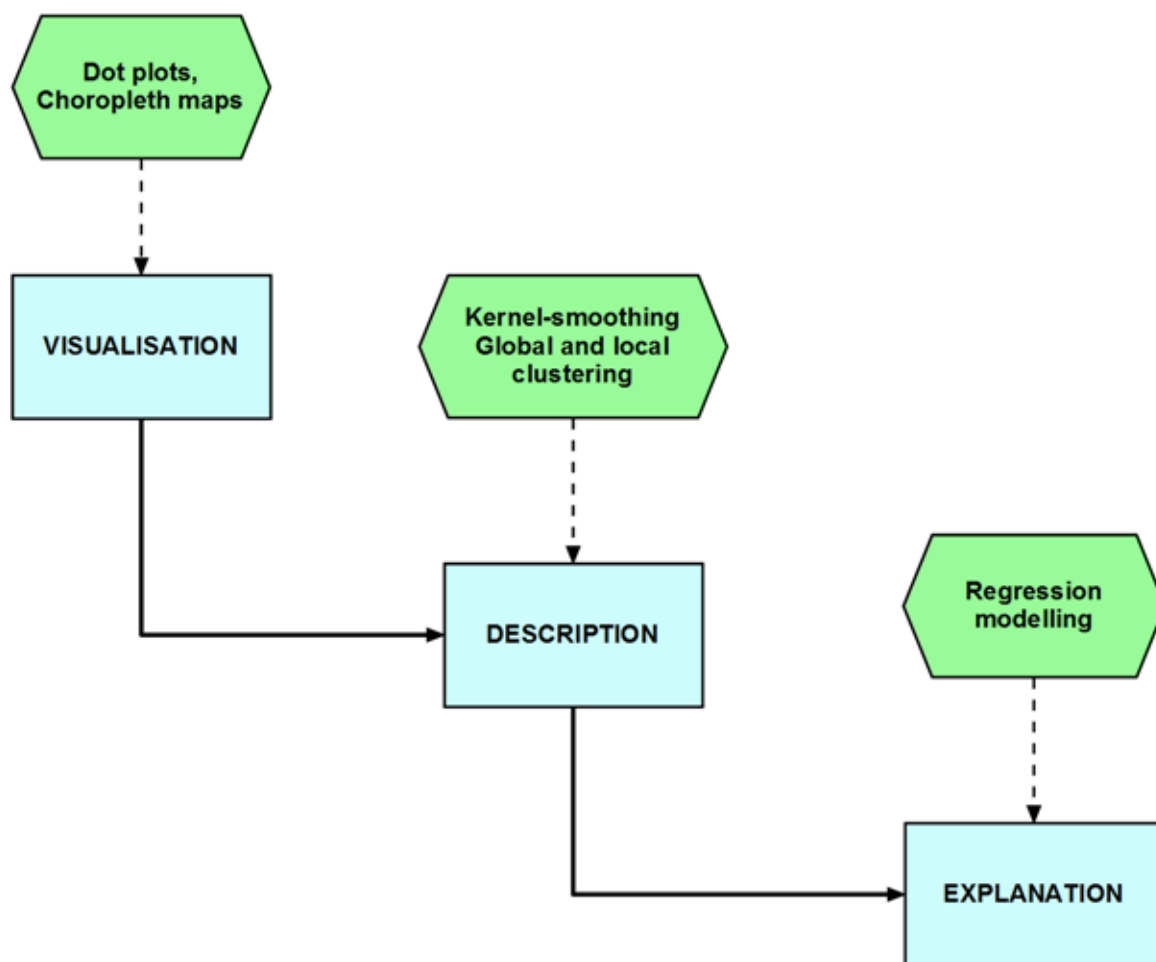 Dot plots,
Choropleth maps
VISUALISATION
Kernel-smoothing
Global and local
clustering
DESCRIPTION
Regression
modelling
EXPLANATION